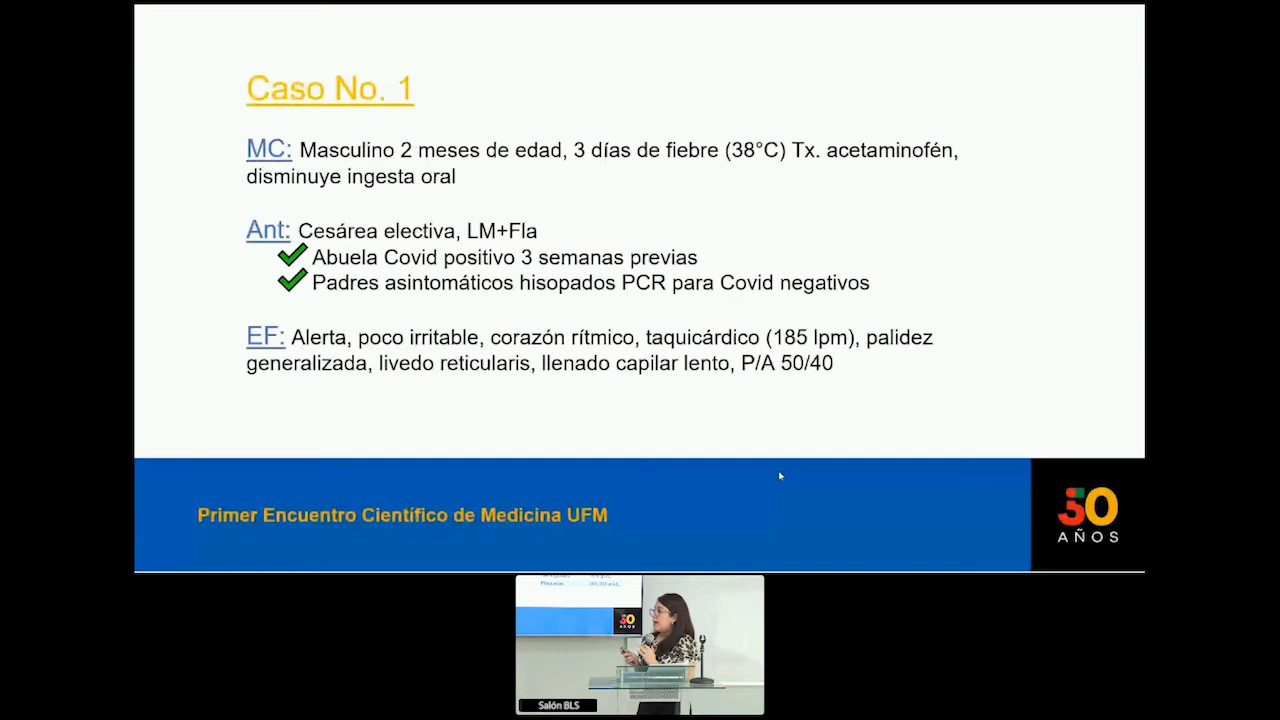 Caso No. 1
MC: Masculino 2 meses de edad, 3 días de fiebre (38°C) Tx. acetaminofén,
disminuye ingesta oral
Ant: Cesárea electiva, LM+Fla
Abuela Covid positivo 3 semanas previas
Padres asintomáticos hisopados PCR para Covid negativos
EF: Alerta, poco irritable, corazón rítmico, taquicárdico (185 lpm), palidez
generalizada, livedo reticularis, llenado capilar lento, P/A 50/40
Primer Encuentro Científico de Medicina UFM
50
AÑOS
50
AÑOS
Salón BLS